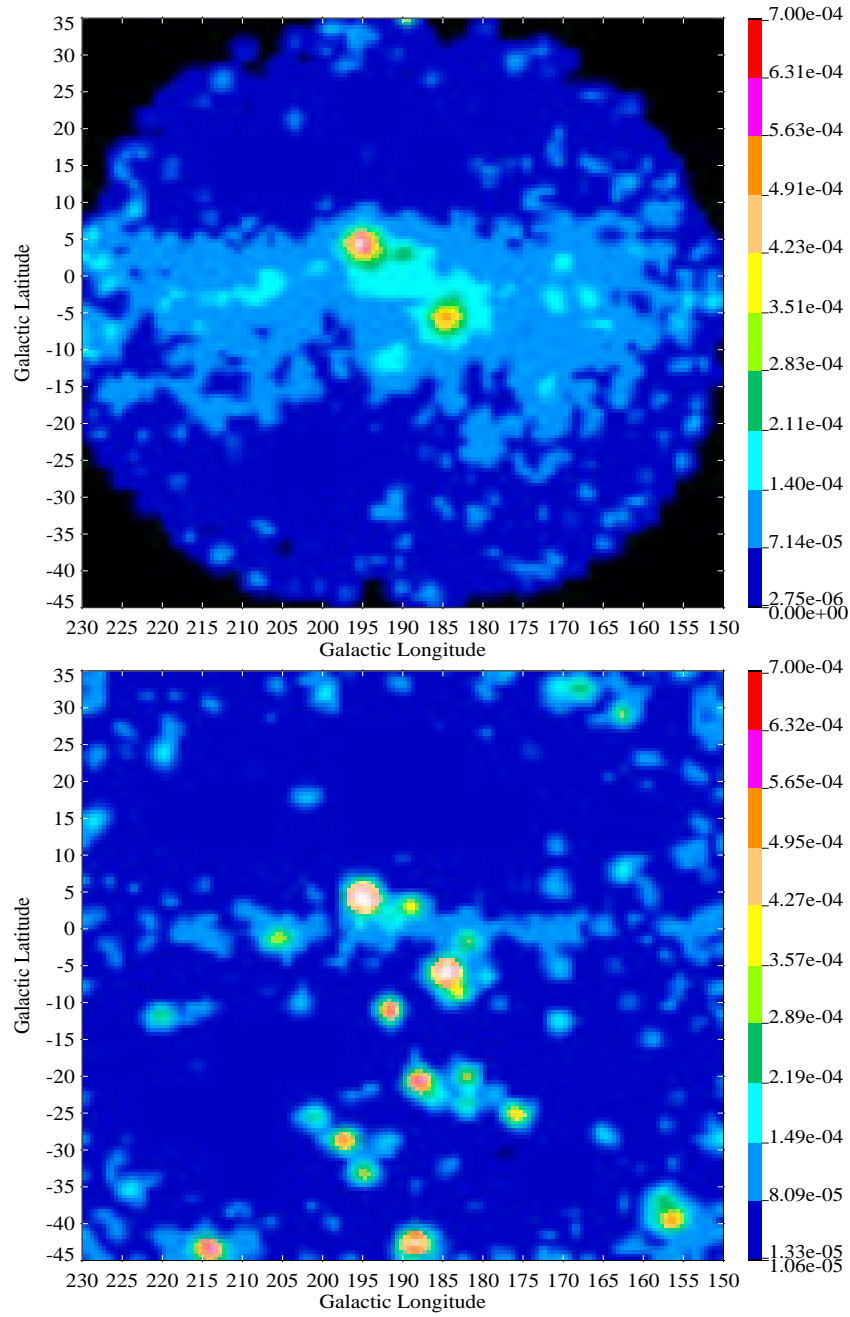 35
30
25
20
15
10
5
0
-5
-10
-15
-20
-25
-30
-35
-40
-45
Galactic Latitude
230 225 220 215 210 205 200 195 190 185 180 175 170 165 160 155 150
Galactic Longitude
7.00e-04
6.31e-04
5.63e-04
4.91e-04
4.23e-04
3.51e-04
2.83e-04
2.11e-04
1.40e-04
7.14e-05
2.75e-06
0.00e+00
35
30
25
20
15
10
5
0
-5
-10
-15
-20
-25
-30
-35
-40
-45
Galactic Latitude
230 225 220 215 210 205 200 195 190 185 180 175 170 165 160 155 150
Galactic Longitude
7.00e-04
6.32e-04
5.65e-04
4.95e-04
4.27e-04
3.57e-04
2.89e-04
2.19e-04
1.49e-04
8.09e-05
1.33e-05
1.06e-05